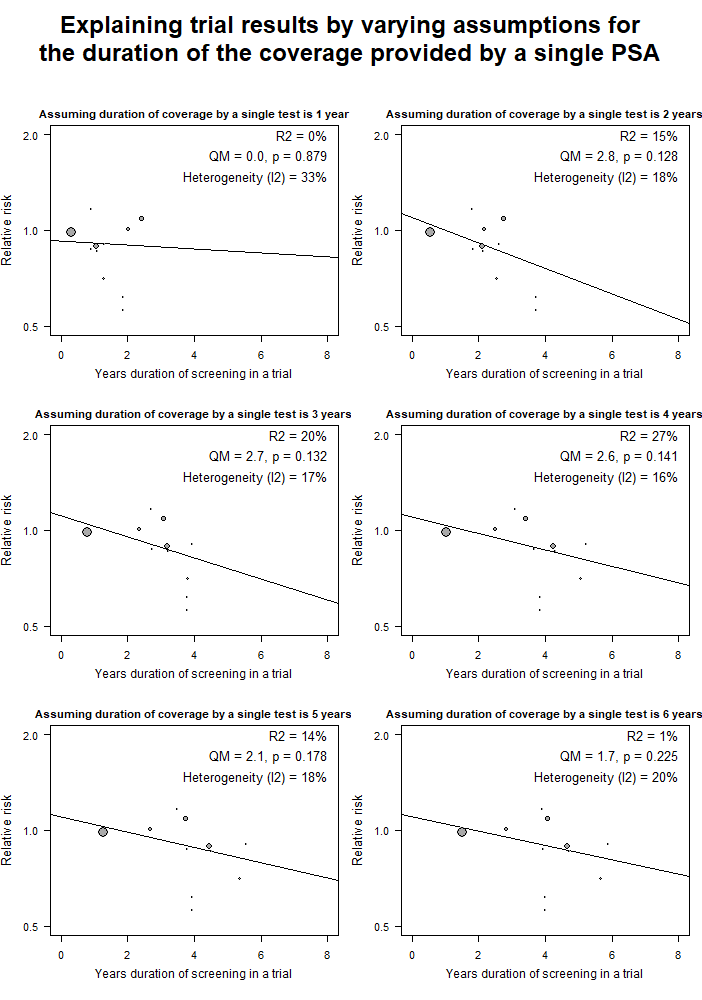 Explaining trial results by varying assumptions for
the duration of the coverage provided by a single PSA
Assuming duration of coverage by a single test is 1 year
R2 = 0%
QM = 0.0, p = 0.879
Heterogeneity (I2) = 33%
2.0
1.0
0.5
Relative risk
0 2 4 6 8
Years duration of screening in a trial
Assuming duration of coverage by a single test is 2 years
R2 = 15%
QM = 2.8, p = 0.128
Heterogeneity (I2) = 18%
2.0
1.0
0.5
Relative risk
0 2 4 6 8
Years duration of screening in a trial
Assuming duration of coverage by a single test is 3 years
R2 = 20%
QM = 2.7, p = 0.132
Heterogeneity (I2) = 17%
2.0
1.0
0.5
Relative risk
0 2 4 6 8
Years duration of screening in a trial
Assuming duration of coverage by a single test is 4 years
R2 = 27%
QM = 2.6, p = 0.141
Heterogeneity (I2) = 16%
2.0
1.0
0.5
Relative risk
0 2 4 6 8
Years duration of screening in a trial
Assuming duration of coverage by a single test is 5 years
R2 = 14%
QM = 2.1, p = 0.178
Heterogeneity (I2) = 18%
2.0
1.0
0.5
Relative risk
0 2 4 6 8
Years duration of screening in a trial
Assuming duration of coverage by a single test is 6 years
R2 = 1%
QM = 1.7, p = 0.225
Heterogeneity (I2) = 20%
2.0
1.0
0.5
Relative risk
0 2 4 6 8
Years duration of screening in a trial